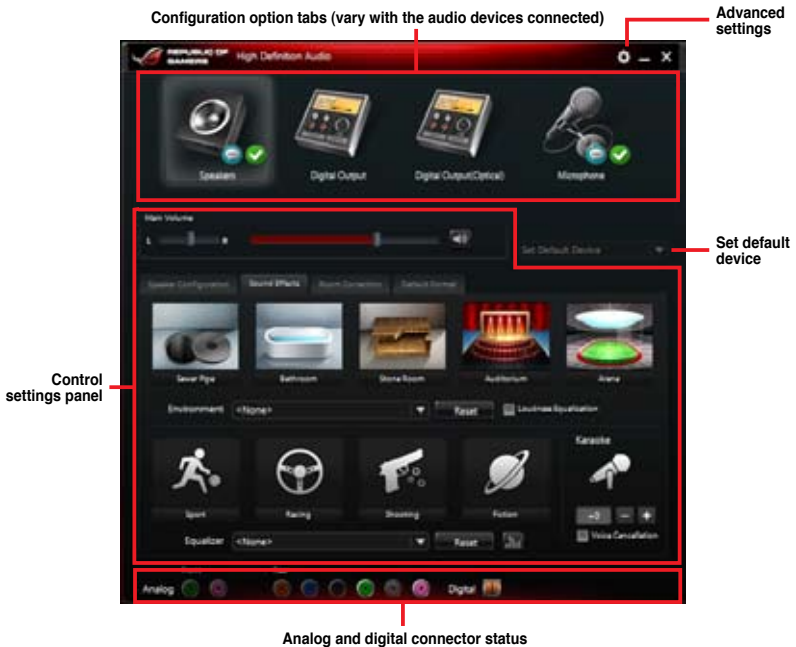 Configuration option tabs (vary with the audio devices connected)
Advanced
settings
REPUBLIC OF
GAMERS
High Definition Audio
Speakers
Digital Output
Digital Output(Optical)
Microphone
Main Volume
L
R
Set Default Device
Set default
device
Speaker Configuration
Sound Effects
Room Correction
Default Format
Control
settings panel
Sewer Pipe
Bathroom
Stone Room
Auditorium
Arena
Environment
<None>
Reset
Loudness Equalization
Karaoke
Sport
Racing
Shooting
Fiction
+0
Equalizer
<None>
Reset
Voice Cancellation
Analog
Digital
Analog and digital connector status